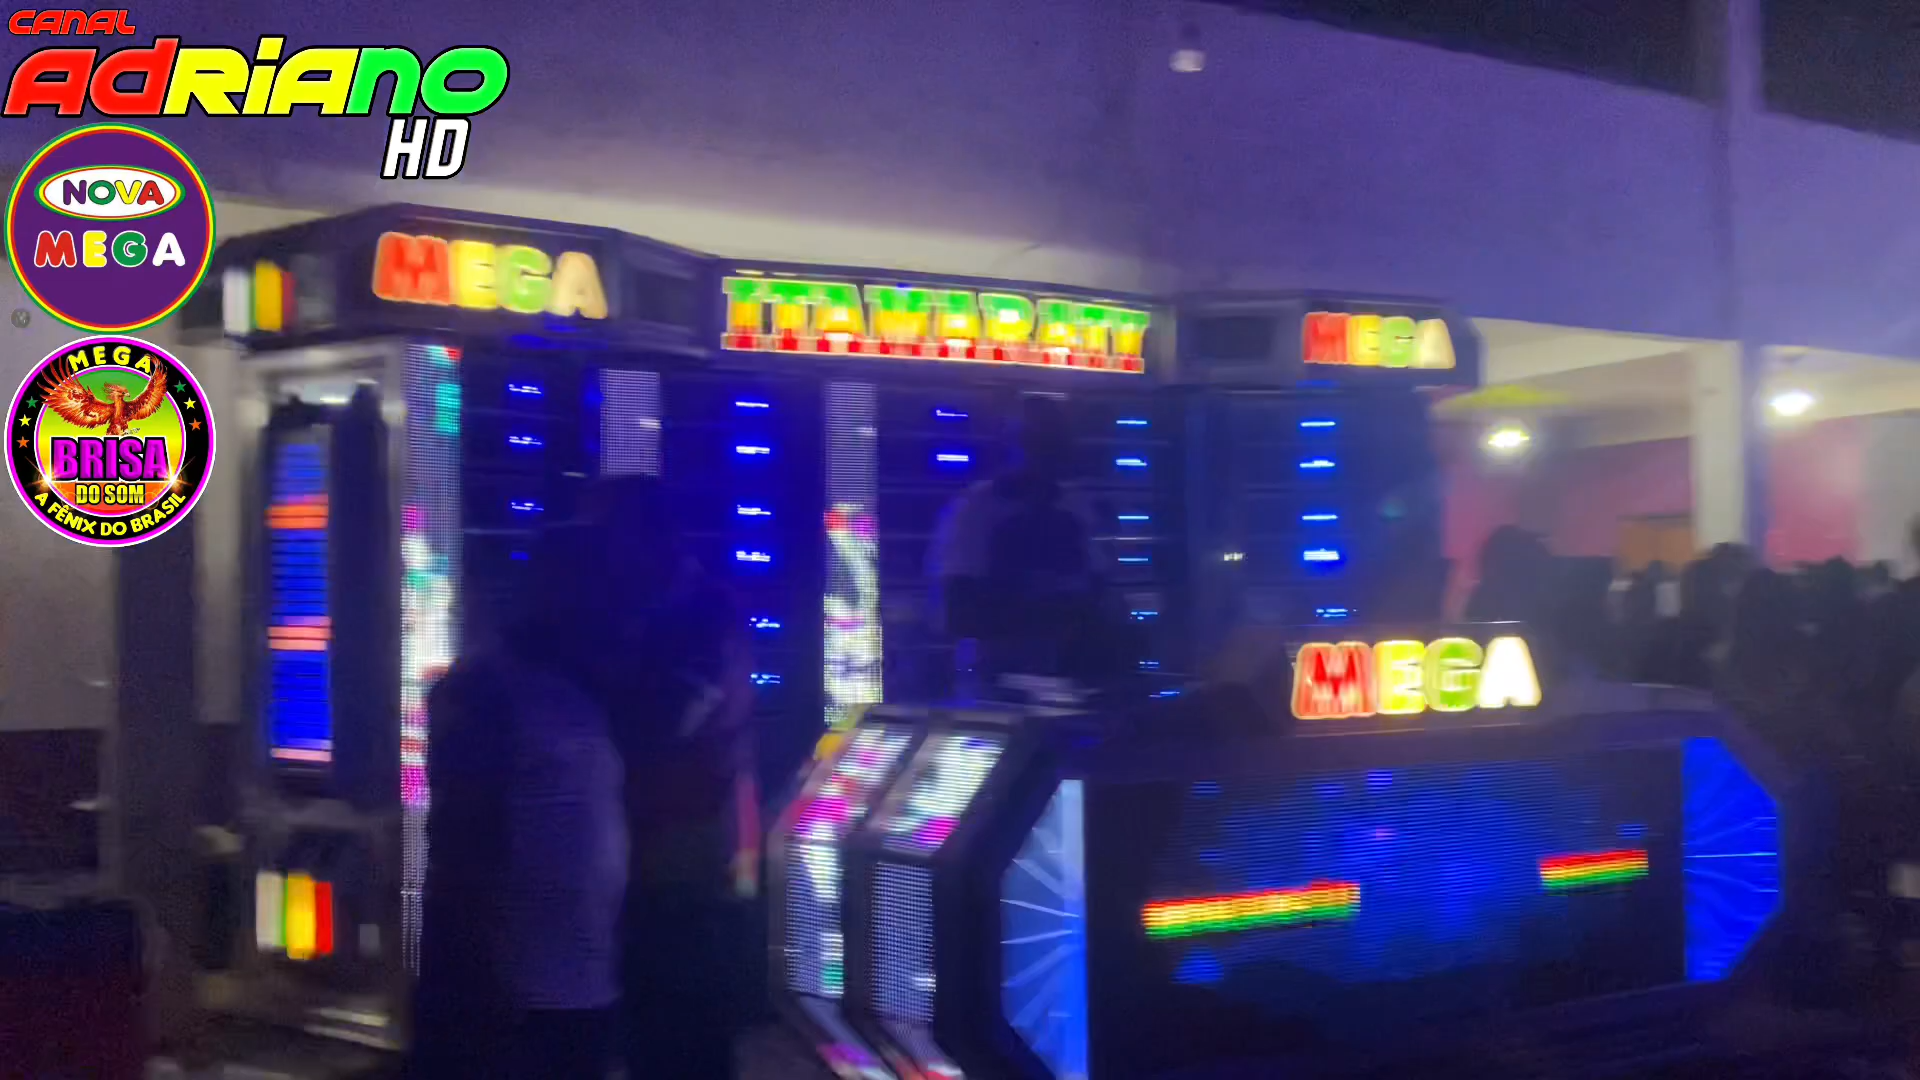 CANAL
ADRIANO
HD
NOVA
MEGA
MEGA
BRISA
DO SOM
A FÊNIX DO BRASIL
MEGA
ITAMARATY
MEGA
MEGA